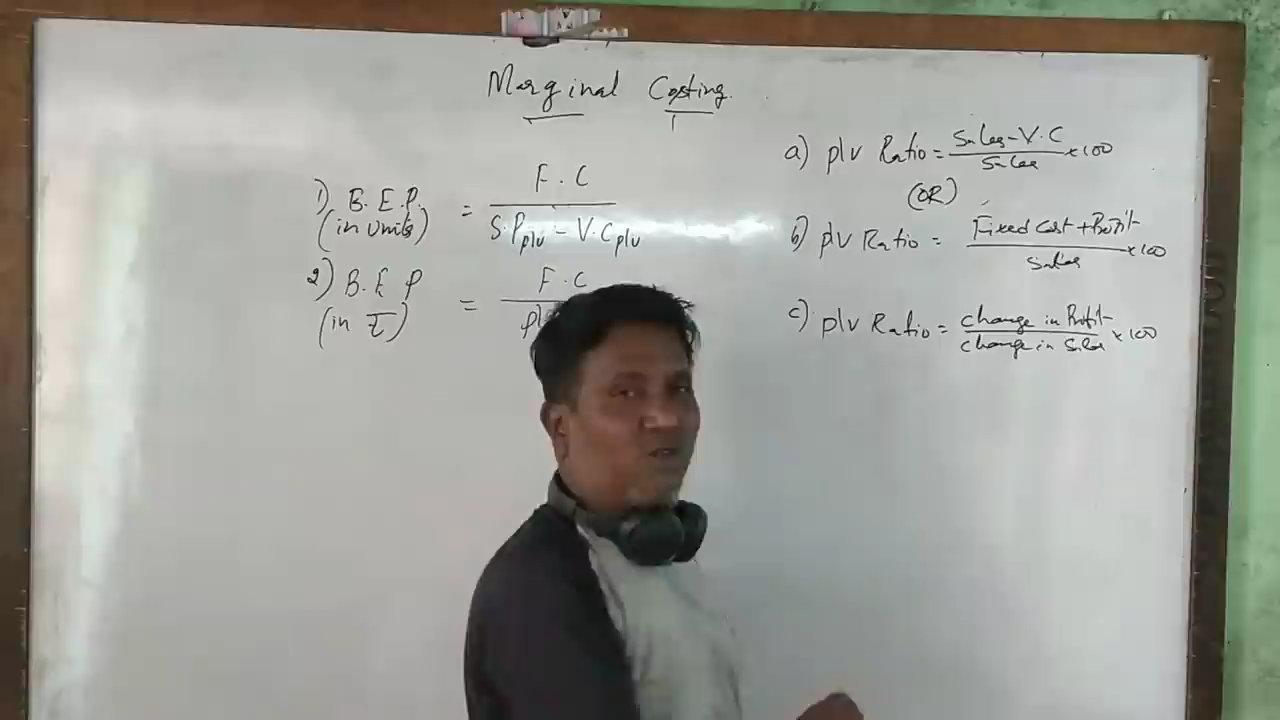 Marginal Costing.
1) B.E.P. (in units) = F.C / S.P p/u - V.C p/u
2) B.E.P (in ₹) = F.C /
a) p/v Ratio = Sales - V.C / Sales × 100
(OR)
b) p/v Ratio = Fixed Cost + Profit / Sales × 100
c) p/v Ratio = change in Profit / change in Sales × 100